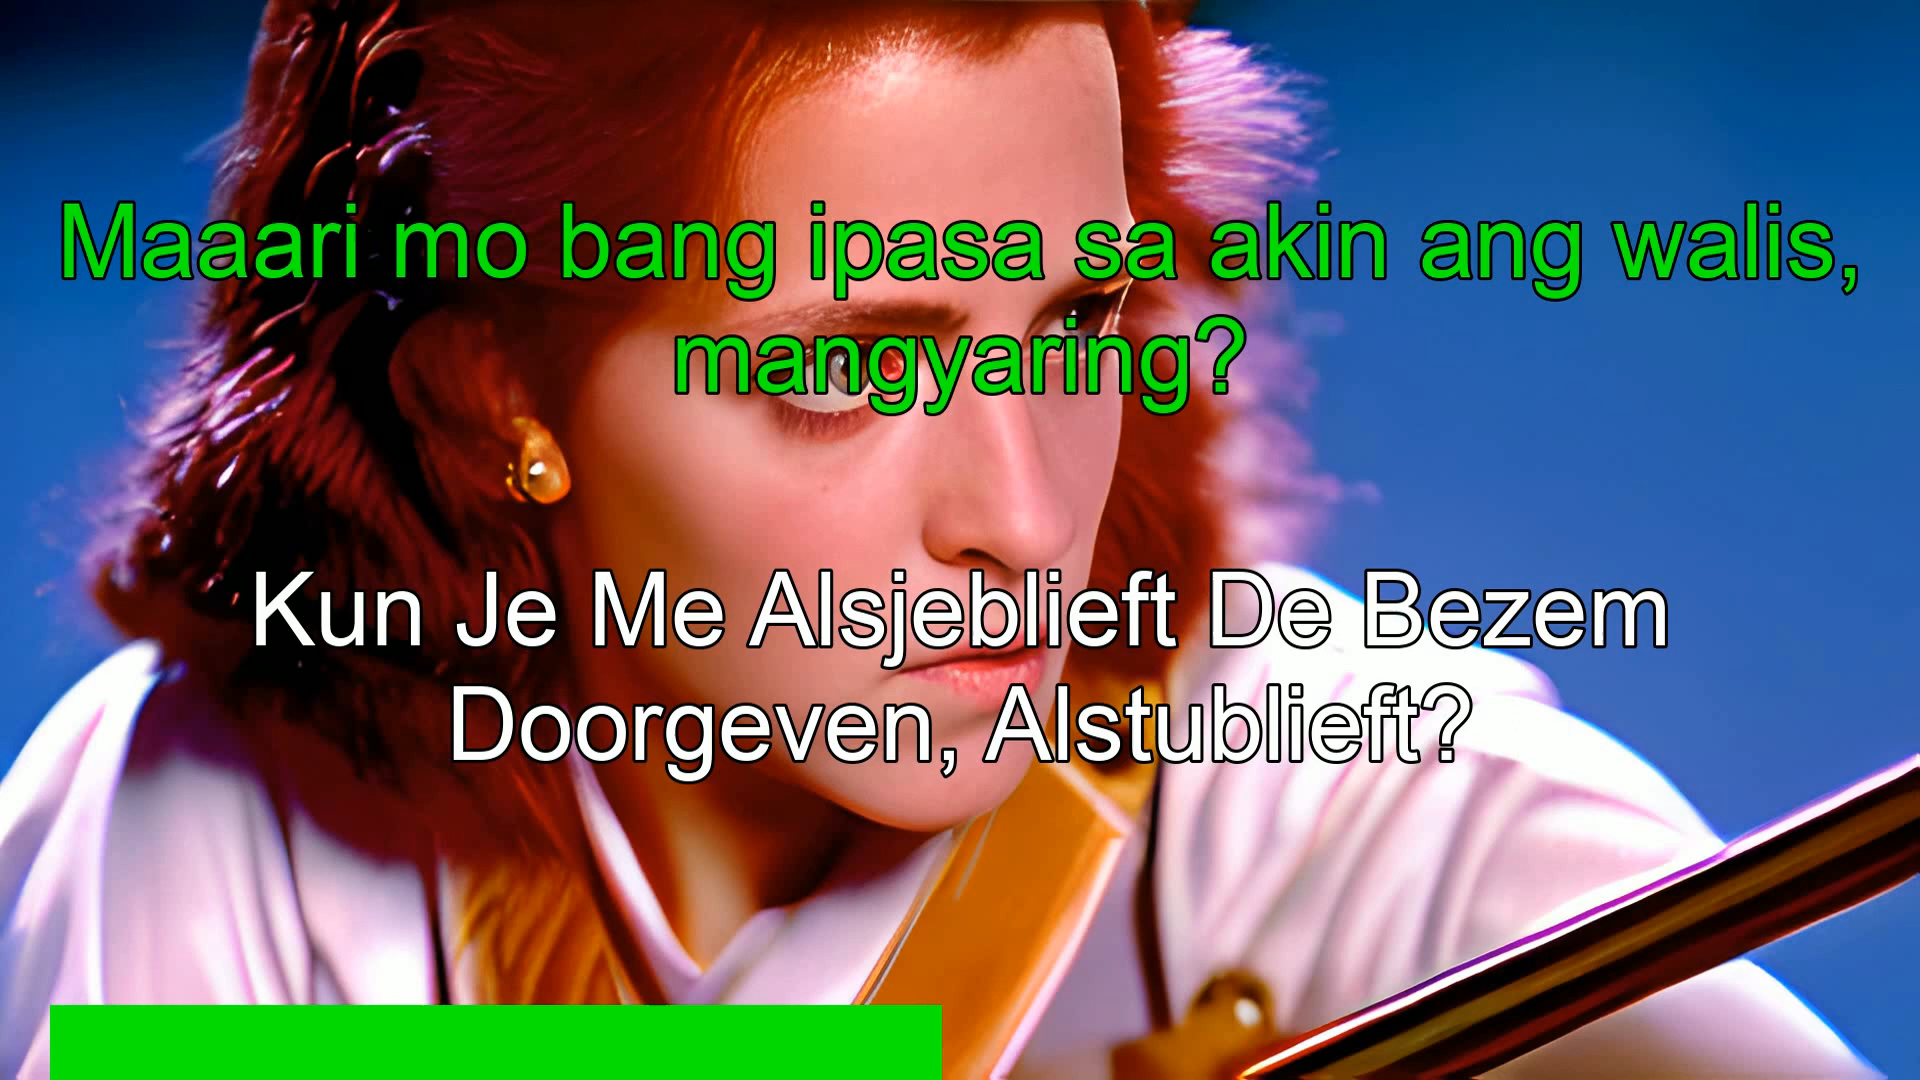 Maaari mo bang ipasa sa akin ang walis,
mangyaring?
Kun Je Me Alsjeblieft De Bezem
Doorgeven, Alstublieft?